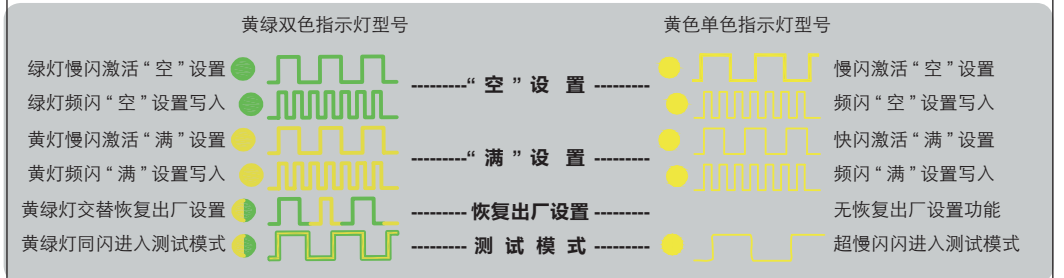 黄绿双色指示灯型号 黄色单色指示灯型号
绿灯慢闪激活“空”设置 ---------“空”设 置--------- 慢闪激活“空”设置
绿灯频闪“空”设置写入 频闪“空”设置写入
黄灯慢闪激活“满”设置 ---------“满”设 置--------- 快闪激活“满”设置
黄灯频闪“满”设置写入 频闪“满”设置写入
黄绿灯交替恢复出厂设置 ---------恢复出厂设置--------- 无恢复出厂设置功能
黄绿灯同闪进入测试模式 ---------测 试 模 式--------- 超慢闪闪进入测试模式